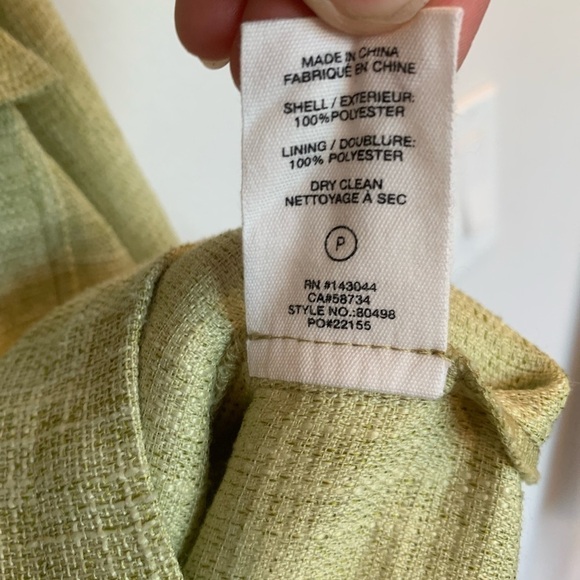 MADE IN CHINA
FABRIQUÉ EN CHINE
SHELL / EXTERIEUR:
100%POLYESTER
LINING / DOUBLURE:
100% POLYESTER
DRY CLEAN
NETTOYAGE À SEC
P
RN #143044
CA#58734
STYLE NO.:80498
PO#22155